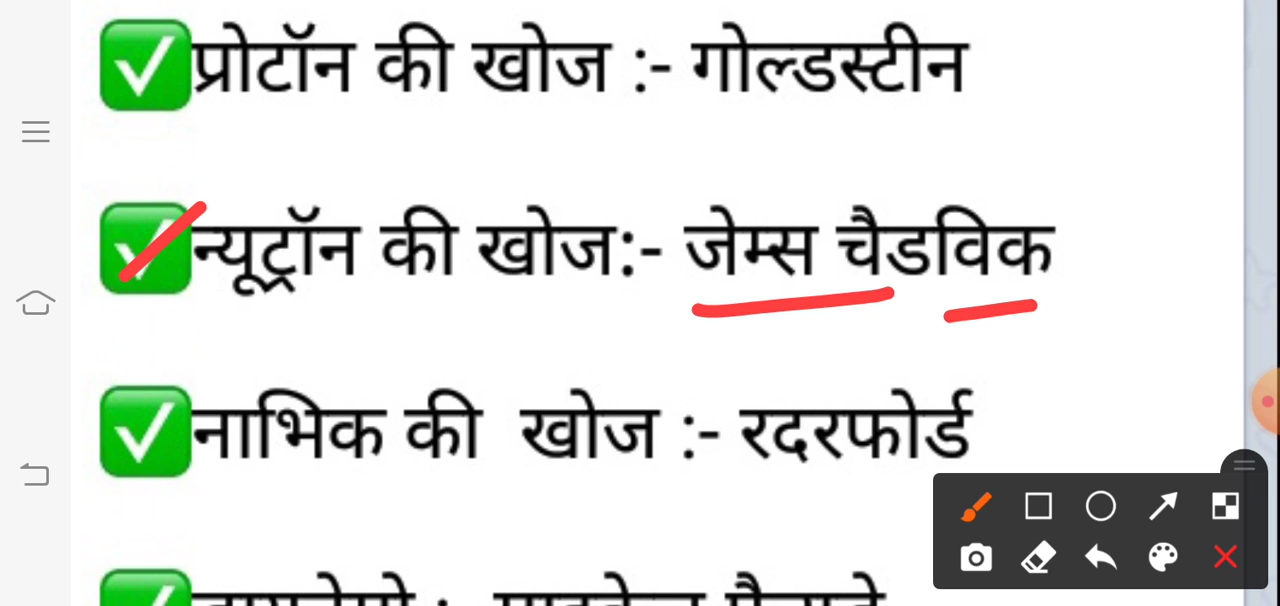 प्रोटॉन की खोज :- गोल्डस्टीन
न्यूट्रॉन की खोज:- जेम्स चैडविक
नाभिक की खोज :- रदरफोर्ड